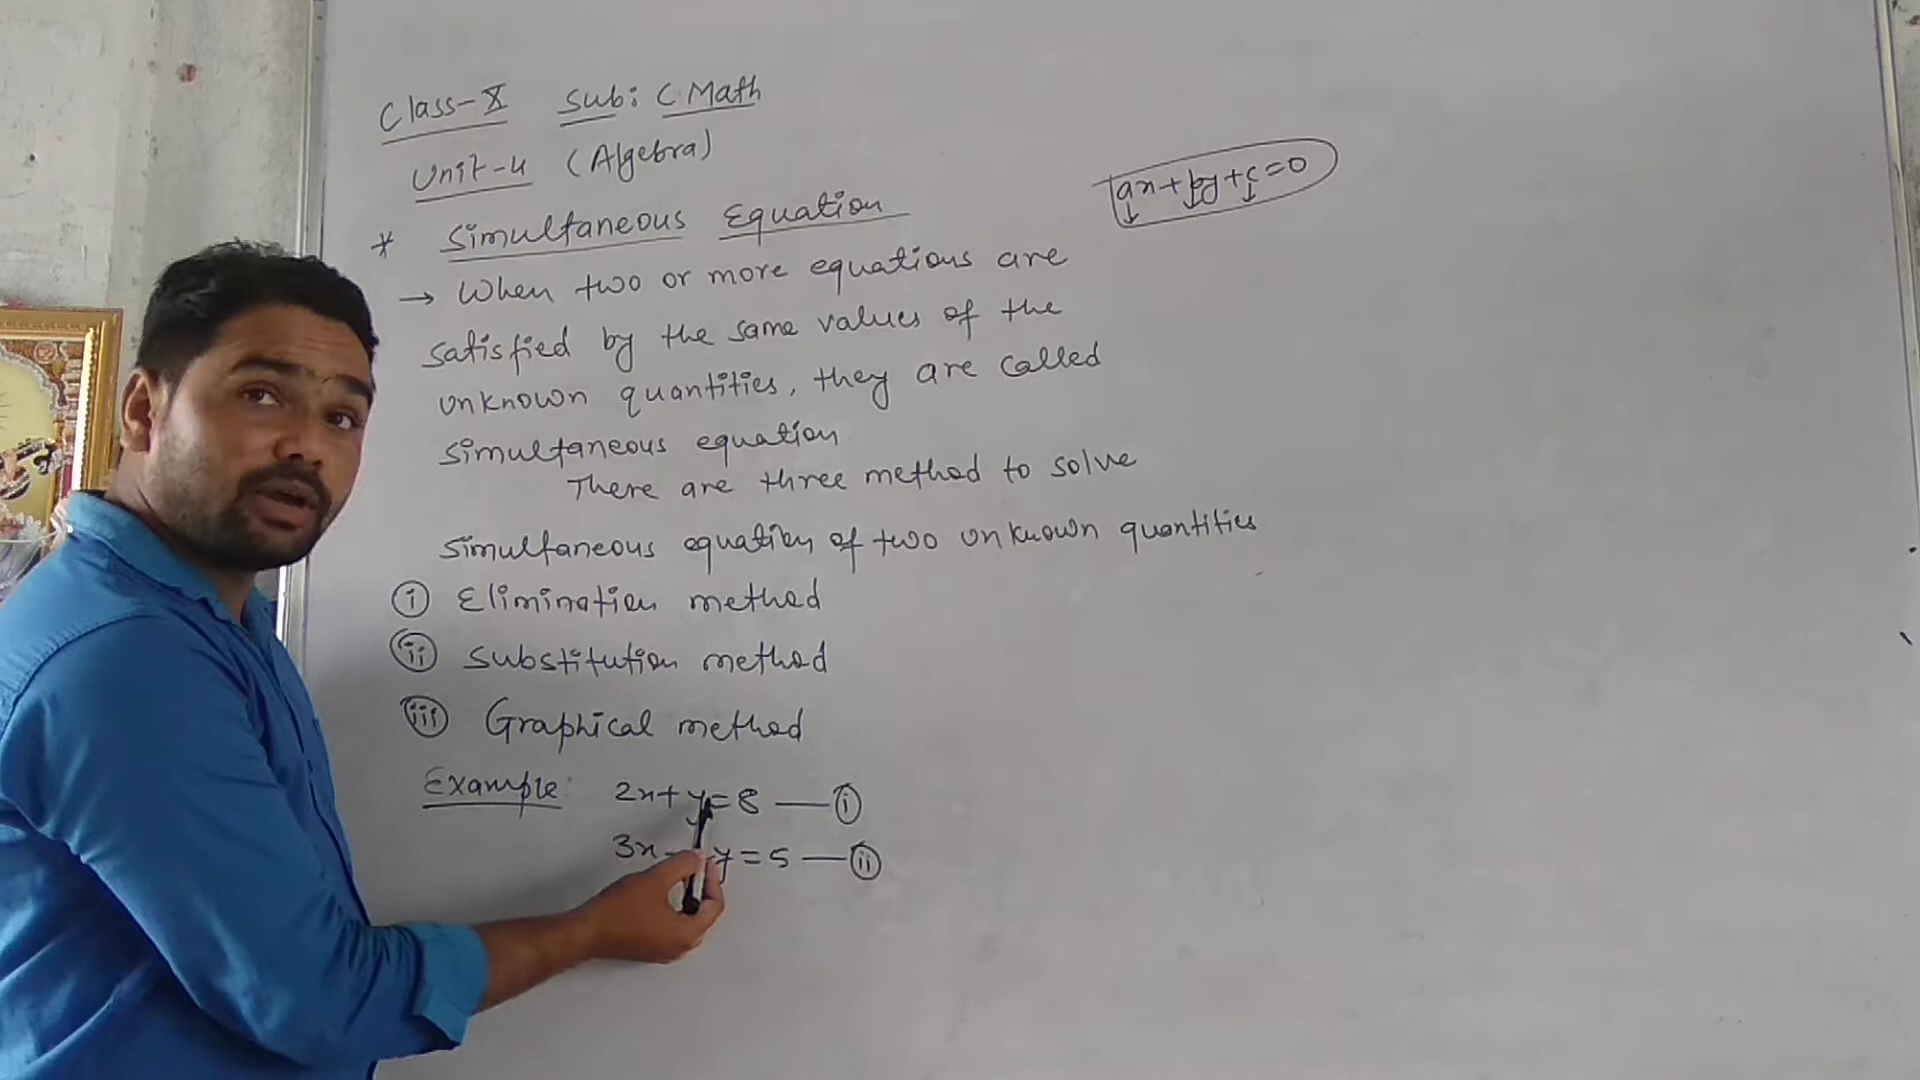 Class-X Sub: C.Math
Unit-4 (Algebra)
ax+by+c=0
* Simultaneous Equation
→ When two or more equations are
satisfied by the same values of the
unknown quantities, they are called
simultaneous equation
There are three method to solve
simultaneous equation of two unknown quantities
(i) Elimination method
(ii) Substitution method
(iii) Graphical method
Example: 2x+y=8 — (i)
3x y=5 — (ii)